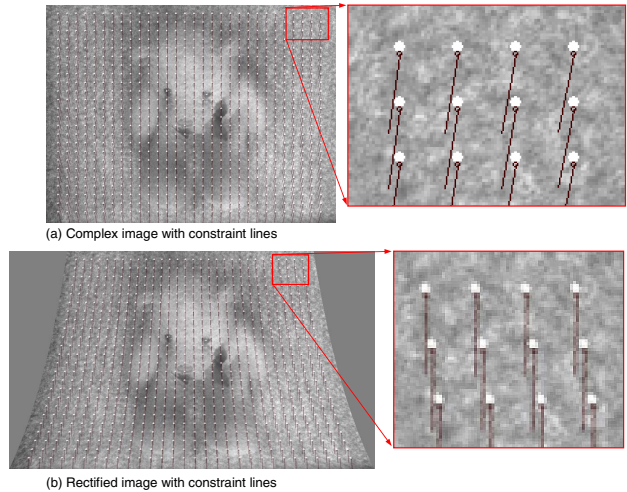 (a) Complex image with constraint lines
(b) Rectified image with constraint lines